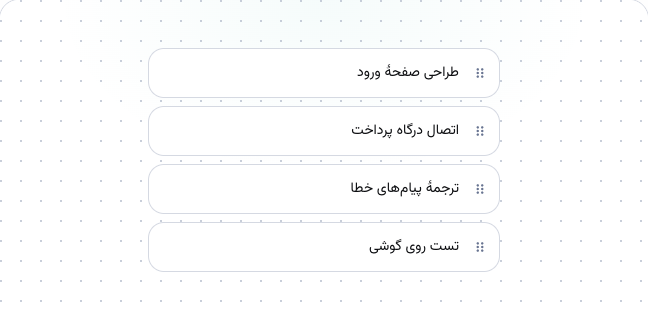 طراحی صفحهٔ ورود
اتصال درگاه پرداخت
ترجمهٔ پیام‌های خطا
تست روی گوشی